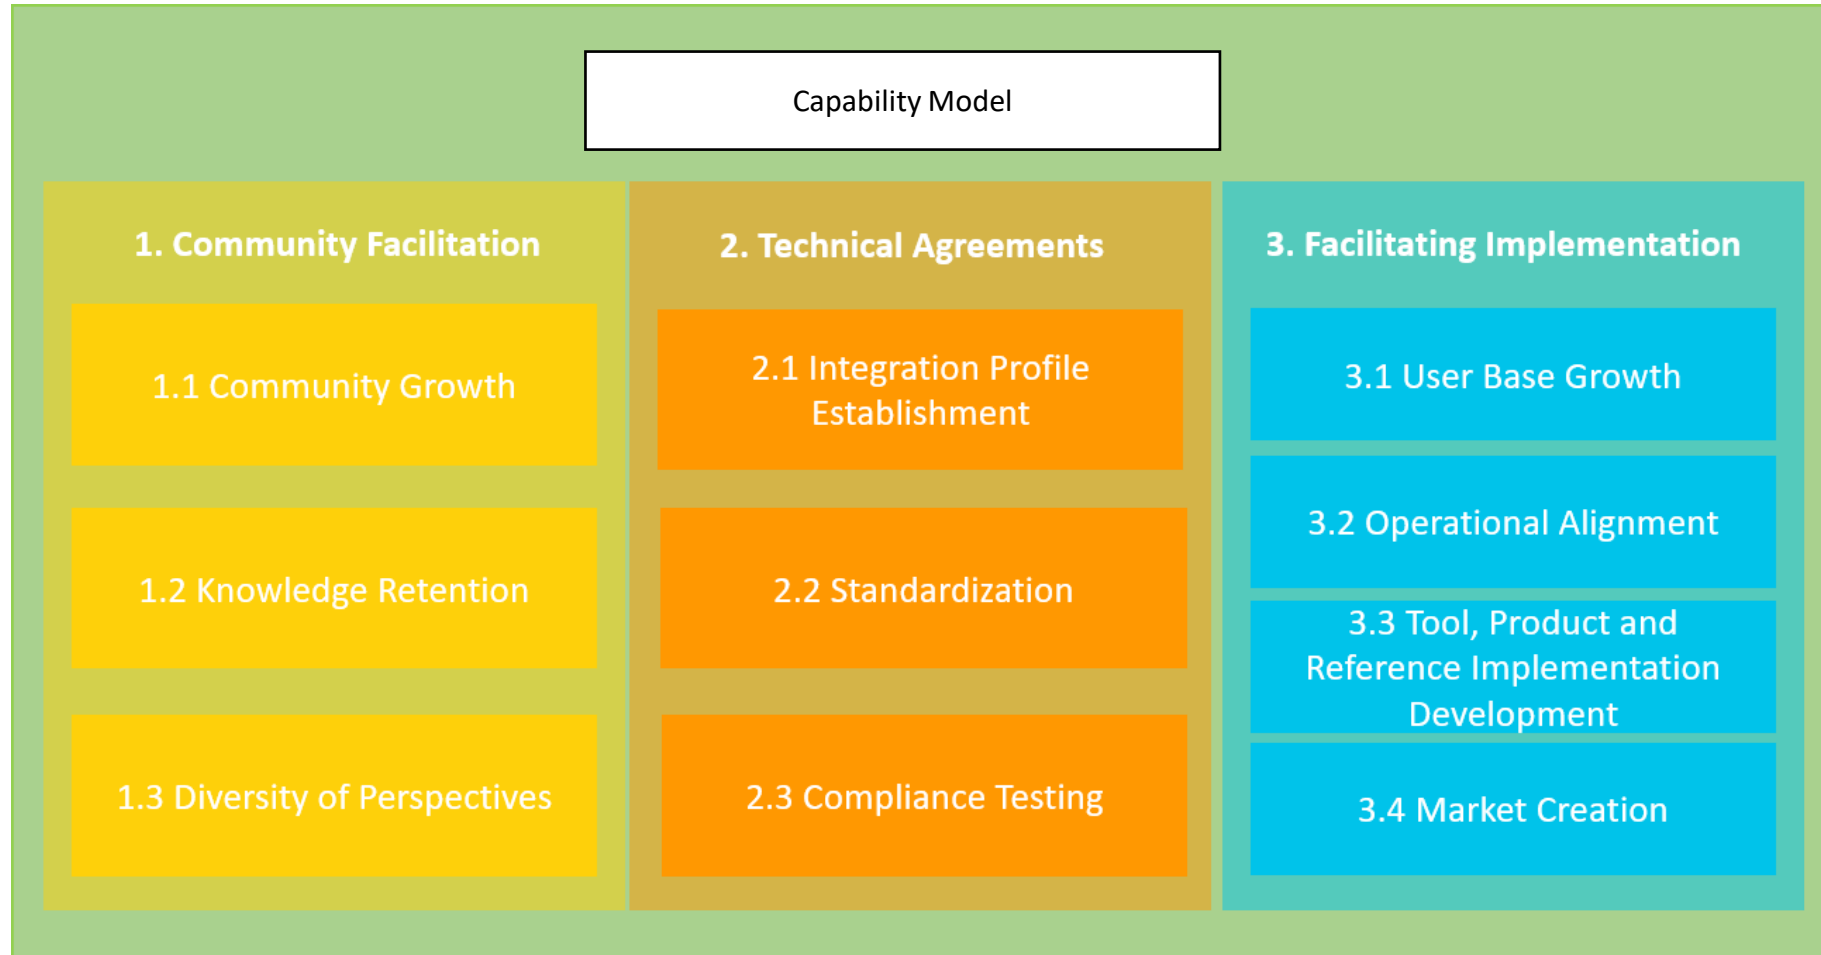 Capability Model
1. Community Facilitation
1.1 Community Growth
1.2 Knowledge Retention
1.3 Diversity of Perspectives
2. Technical Agreements
2.1 Integration Profile
Establishment
2.2 Standardization
2.3 Compliance Testing
3. Facilitating Implementation
3.1 User Base Growth
3.2 Operational Alignment
3.3 Tool, Product and
Reference Implementation
Development
3.4 Market Creation